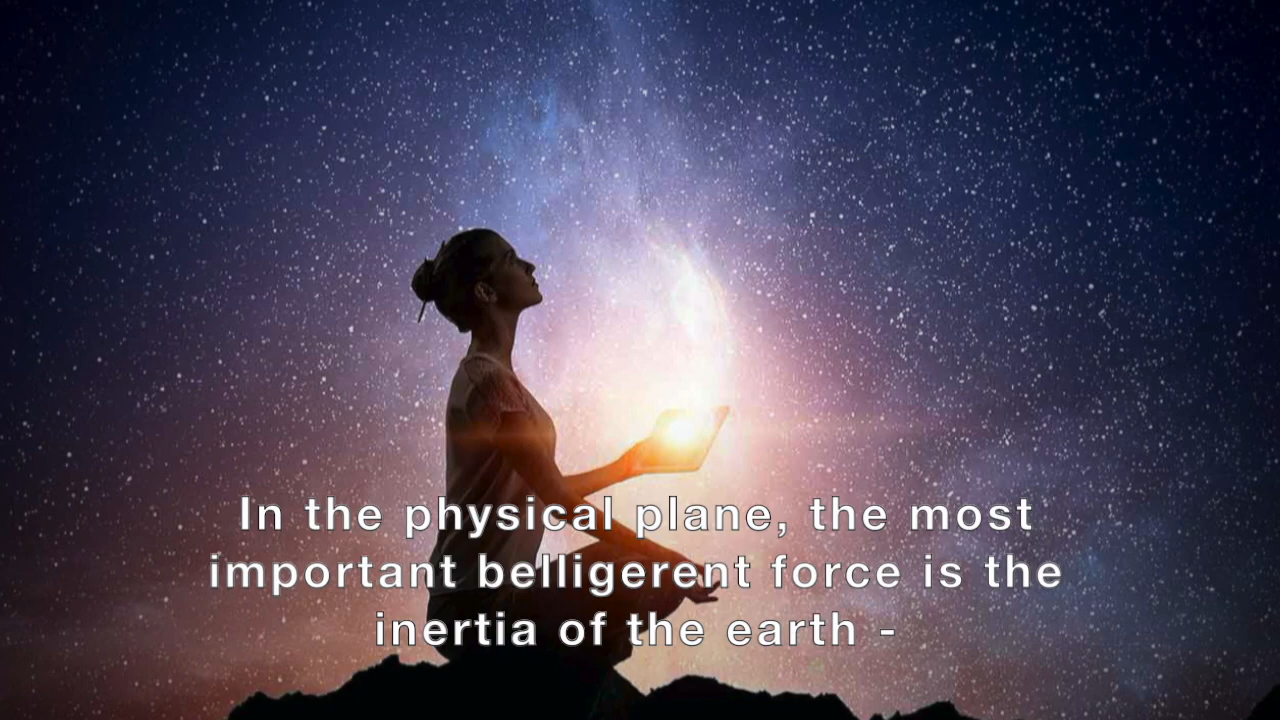 In the physical plane, the most
important belligerent force is the
inertia of the earth -